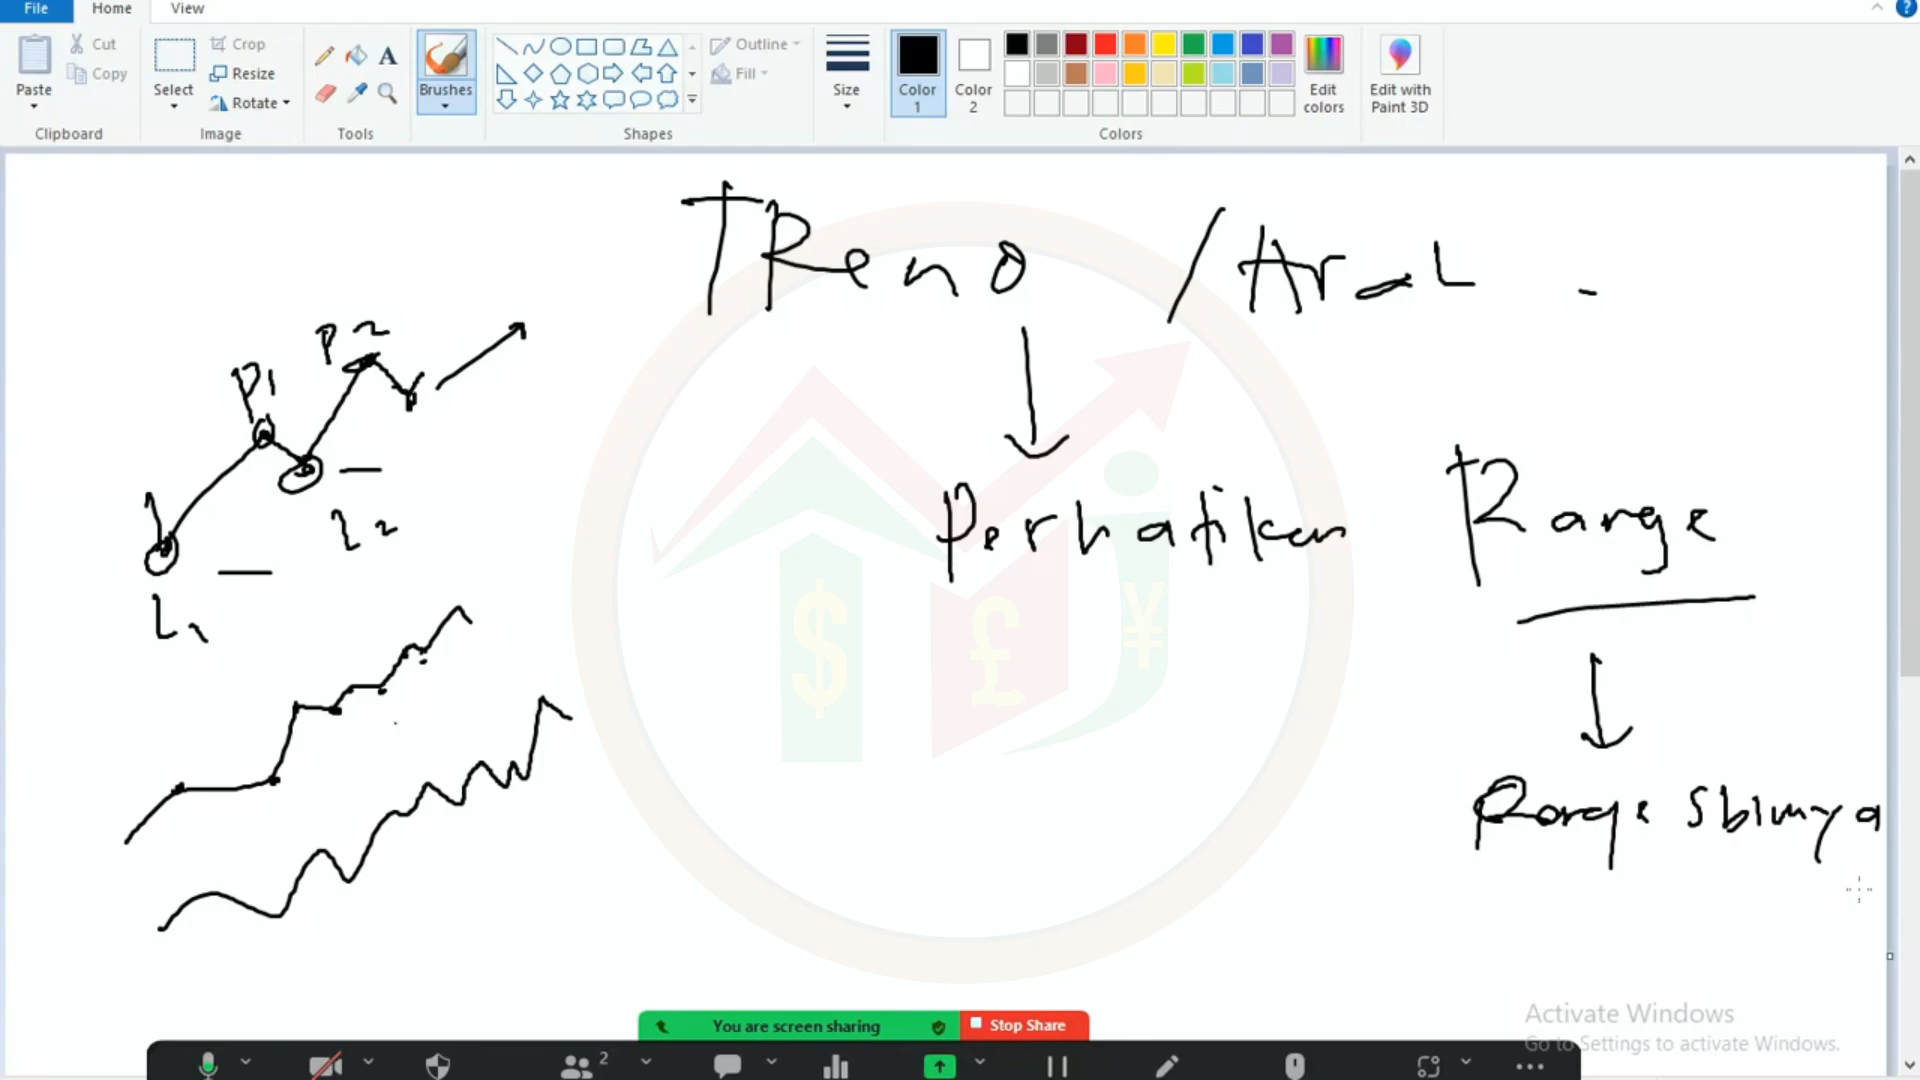 File Home View
Cut
Copy
Paste
Clipboard
Select
Crop
Resize
Rotate
Image
A
Tools
Brushes
Shapes
Outline
Fill
Size
Color 1
Color 2
Edit colors
Colors
Edit with Paint 3D
TREND / Arah
P1
P2
L1
L2
Perhatikan Range
Range Sblmnya
$ £ ¥
You are screen sharing
Stop Share
2
Activate Windows
Go to Settings to activate Windows.